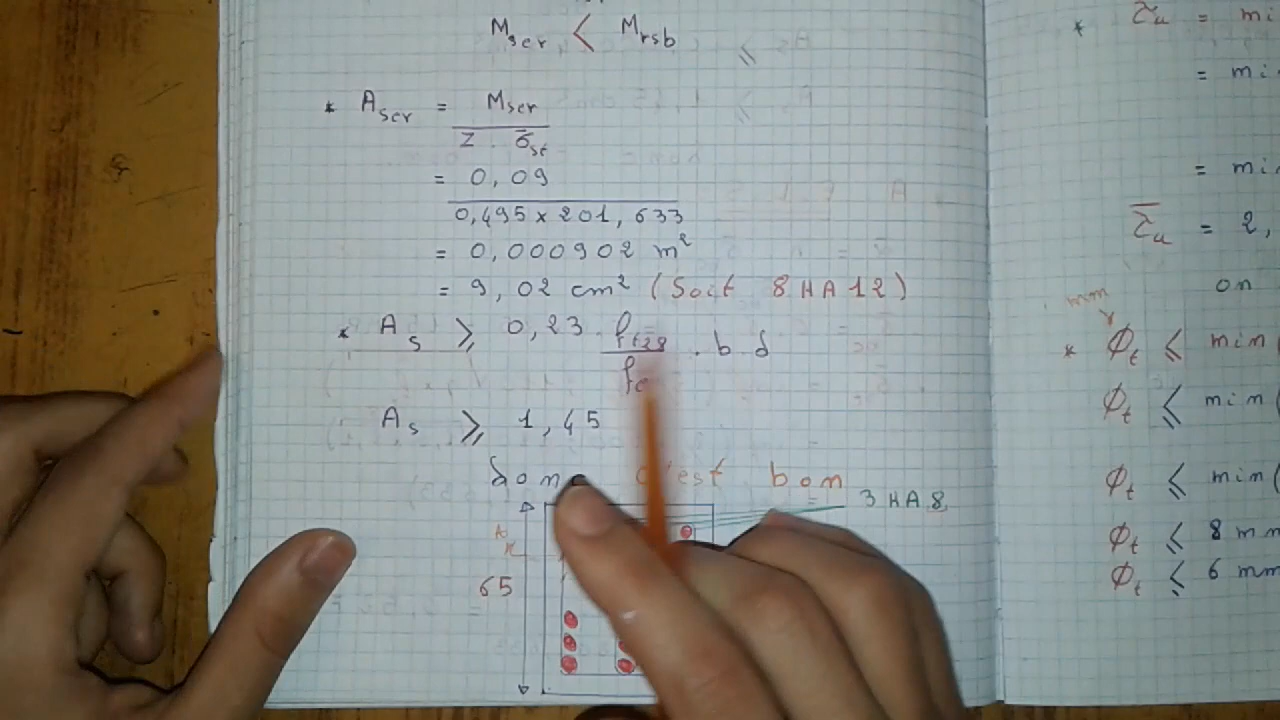 Mser < Mrsb
* Aser = Mser
Z . σ̄st
= 0,09
0,495 x 201,633
= 0,000902 m²
= 9,02 cm² (Soit 8 HA 12)
* As ⩾ 0,23 . ft28 . b d
fe
As ⩾ 1,45
Donc c'est bon
3 HA 8
65
* τ̄u = mi
= mi
= mi
τ̄u = 2,
on
mm
* Φt ⩽ min (
Φt ⩽ min (
Φt ⩽ min (
Φt ⩽ 8 mm
Φt ⩽ 6 mm